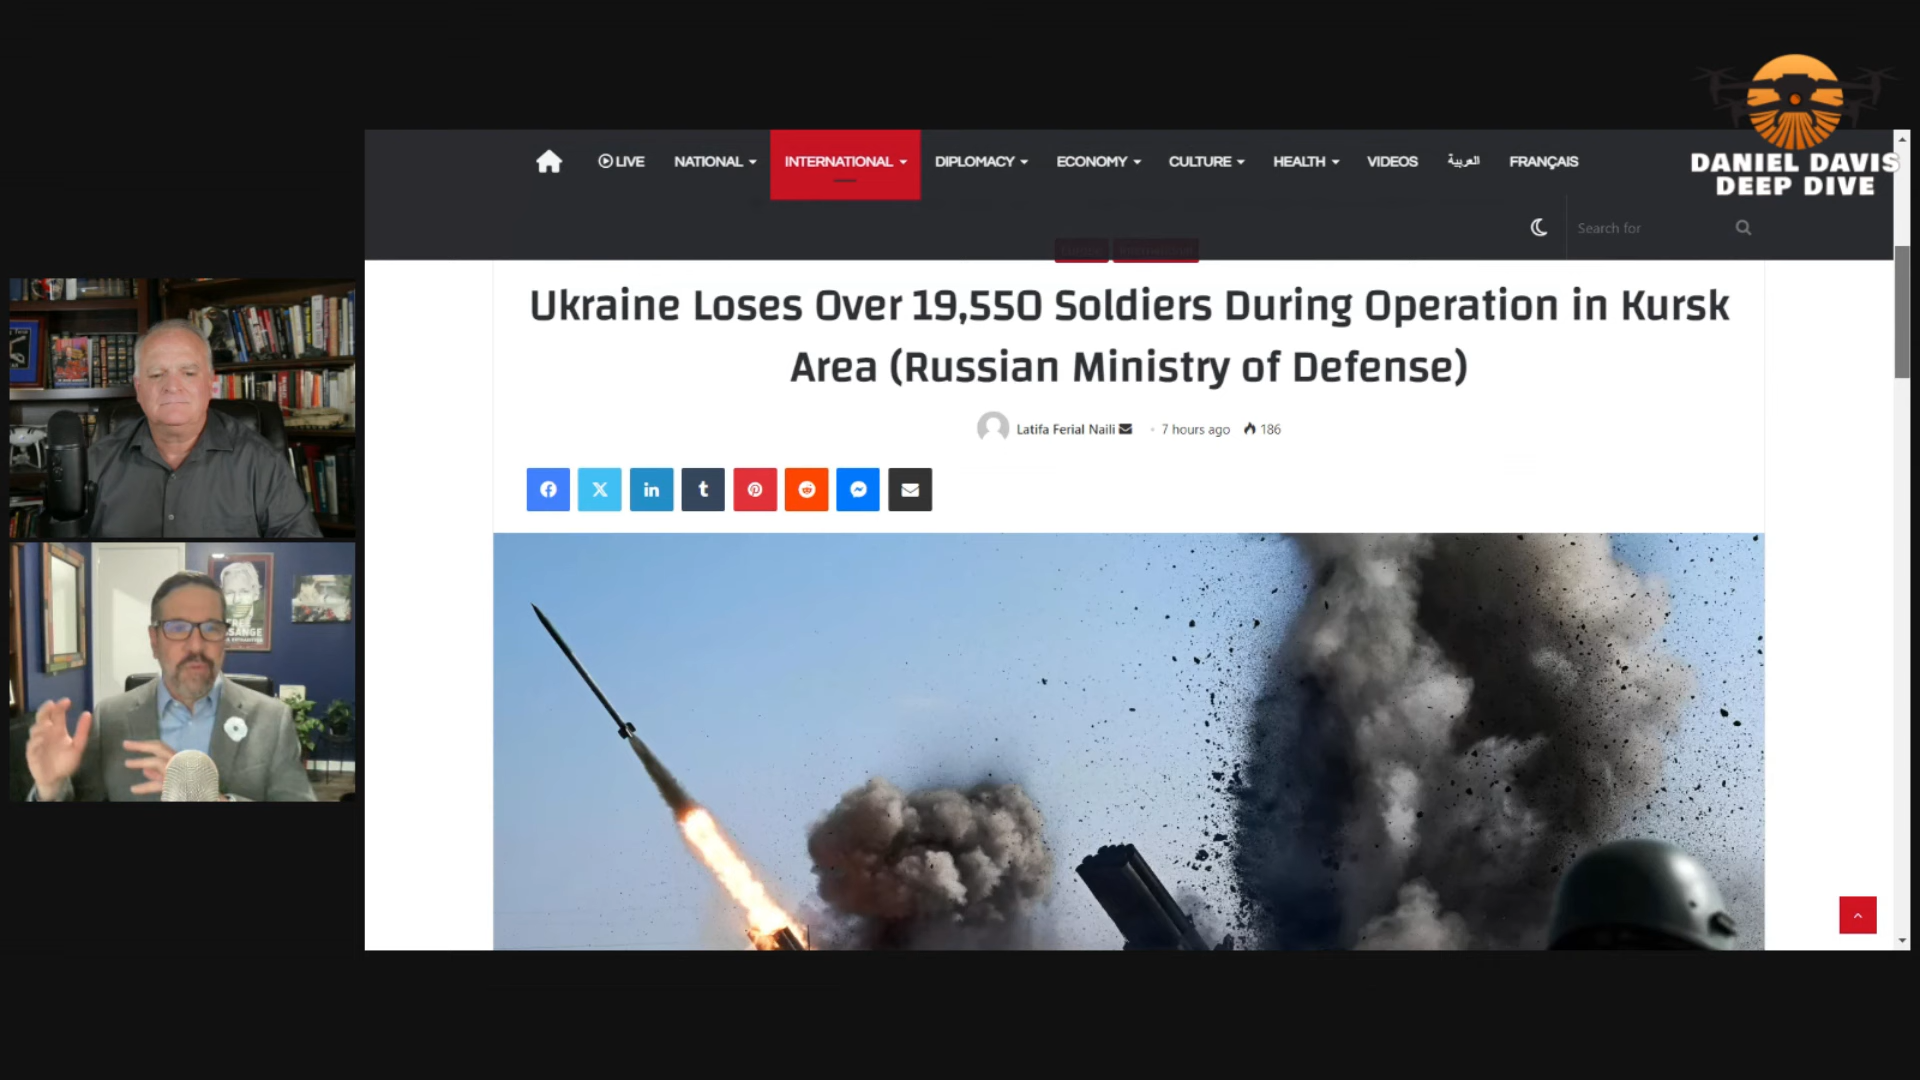 DANIEL DAVIS
DEEP DIVE
LIVE
NATIONAL
INTERNATIONAL
DIPLOMACY
ECONOMY
CULTURE
HEALTH
VIDEOS
العربية
FRANÇAIS
Search for
Ukraine Loses Over 19,550 Soldiers During Operation in Kursk
Area (Russian Ministry of Defense)
Latifa Ferial Naili
7 hours ago
186
FREE
SANGE